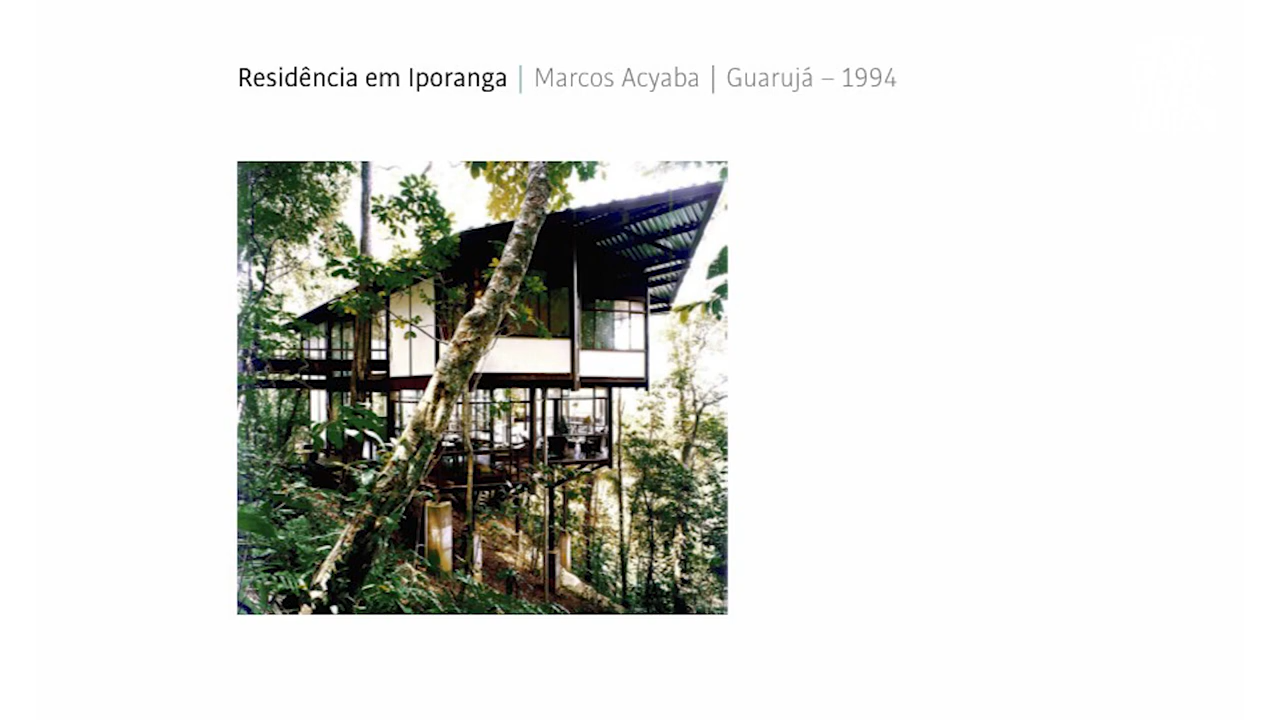 Residência em Iporanga | Marcos Acyaba | Guarujá – 1994